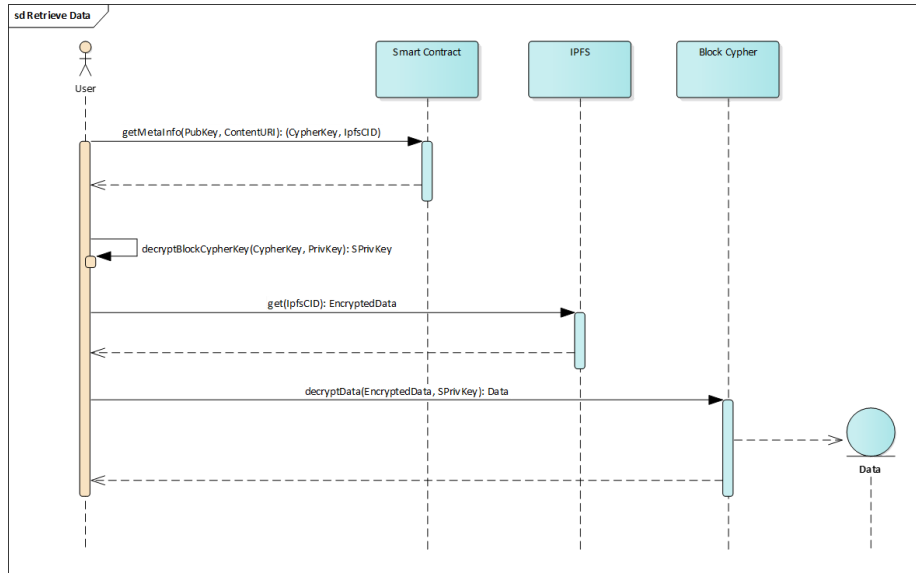 sd Retrieve Data
User
Smart Contract
IPFS
Block Cypher
getMetaInfo(PubKey, ContentURI): (CypherKey, IpfsCID)
decryptBlockCypherKey(CypherKey, PrivKey): SPrivKey
get(IpfsCID): EncryptedData
decryptData(EncryptedData, SPrivKey): Data
Data